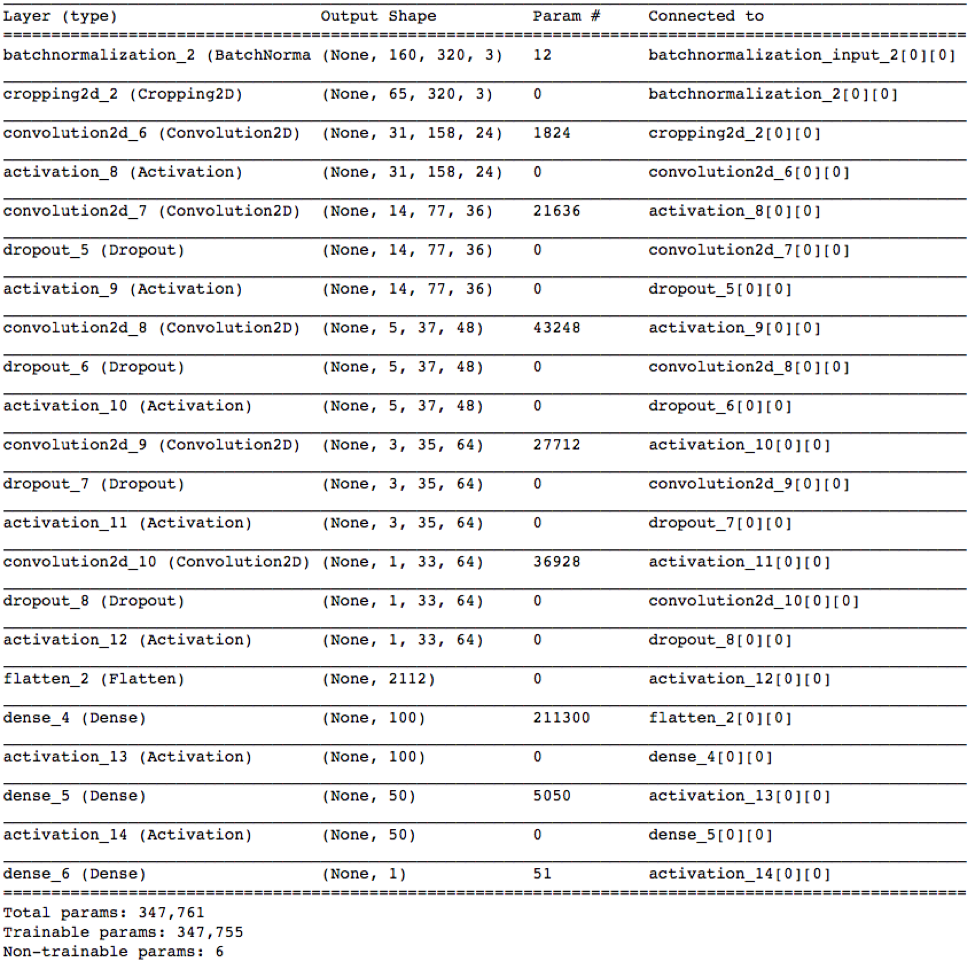 Layer (type) Output Shape Param # Connected to
====================================================================================================
batchnormalization_2 (BatchNorma (None, 160, 320, 3) 12 batchnormalization_input_2[0][0]
cropping2d_2 (Cropping2D) (None, 65, 320, 3) 0 batchnormalization_2[0][0]
convolution2d_6 (Convolution2D) (None, 31, 158, 24) 1824 cropping2d_2[0][0]
activation_8 (Activation) (None, 31, 158, 24) 0 convolution2d_6[0][0]
convolution2d_7 (Convolution2D) (None, 14, 77, 36) 21636 activation_8[0][0]
dropout_5 (Dropout) (None, 14, 77, 36) 0 convolution2d_7[0][0]
activation_9 (Activation) (None, 14, 77, 36) 0 dropout_5[0][0]
convolution2d_8 (Convolution2D) (None, 5, 37, 48) 43248 activation_9[0][0]
dropout_6 (Dropout) (None, 5, 37, 48) 0 convolution2d_8[0][0]
activation_10 (Activation) (None, 5, 37, 48) 0 dropout_6[0][0]
convolution2d_9 (Convolution2D) (None, 3, 35, 64) 27712 activation_10[0][0]
dropout_7 (Dropout) (None, 3, 35, 64) 0 convolution2d_9[0][0]
activation_11 (Activation) (None, 3, 35, 64) 0 dropout_7[0][0]
convolution2d_10 (Convolution2D) (None, 1, 33, 64) 36928 activation_11[0][0]
dropout_8 (Dropout) (None, 1, 33, 64) 0 convolution2d_10[0][0]
activation_12 (Activation) (None, 1, 33, 64) 0 dropout_8[0][0]
flatten_2 (Flatten) (None, 2112) 0 activation_12[0][0]
dense_4 (Dense) (None, 100) 211300 flatten_2[0][0]
activation_13 (Activation) (None, 100) 0 dense_4[0][0]
dense_5 (Dense) (None, 50) 5050 activation_13[0][0]
activation_14 (Activation) (None, 50) 0 dense_5[0][0]
dense_6 (Dense) (None, 1) 51 activation_14[0][0]
====================================================================================================
Total params: 347,761
Trainable params: 347,755
Non-trainable params: 6